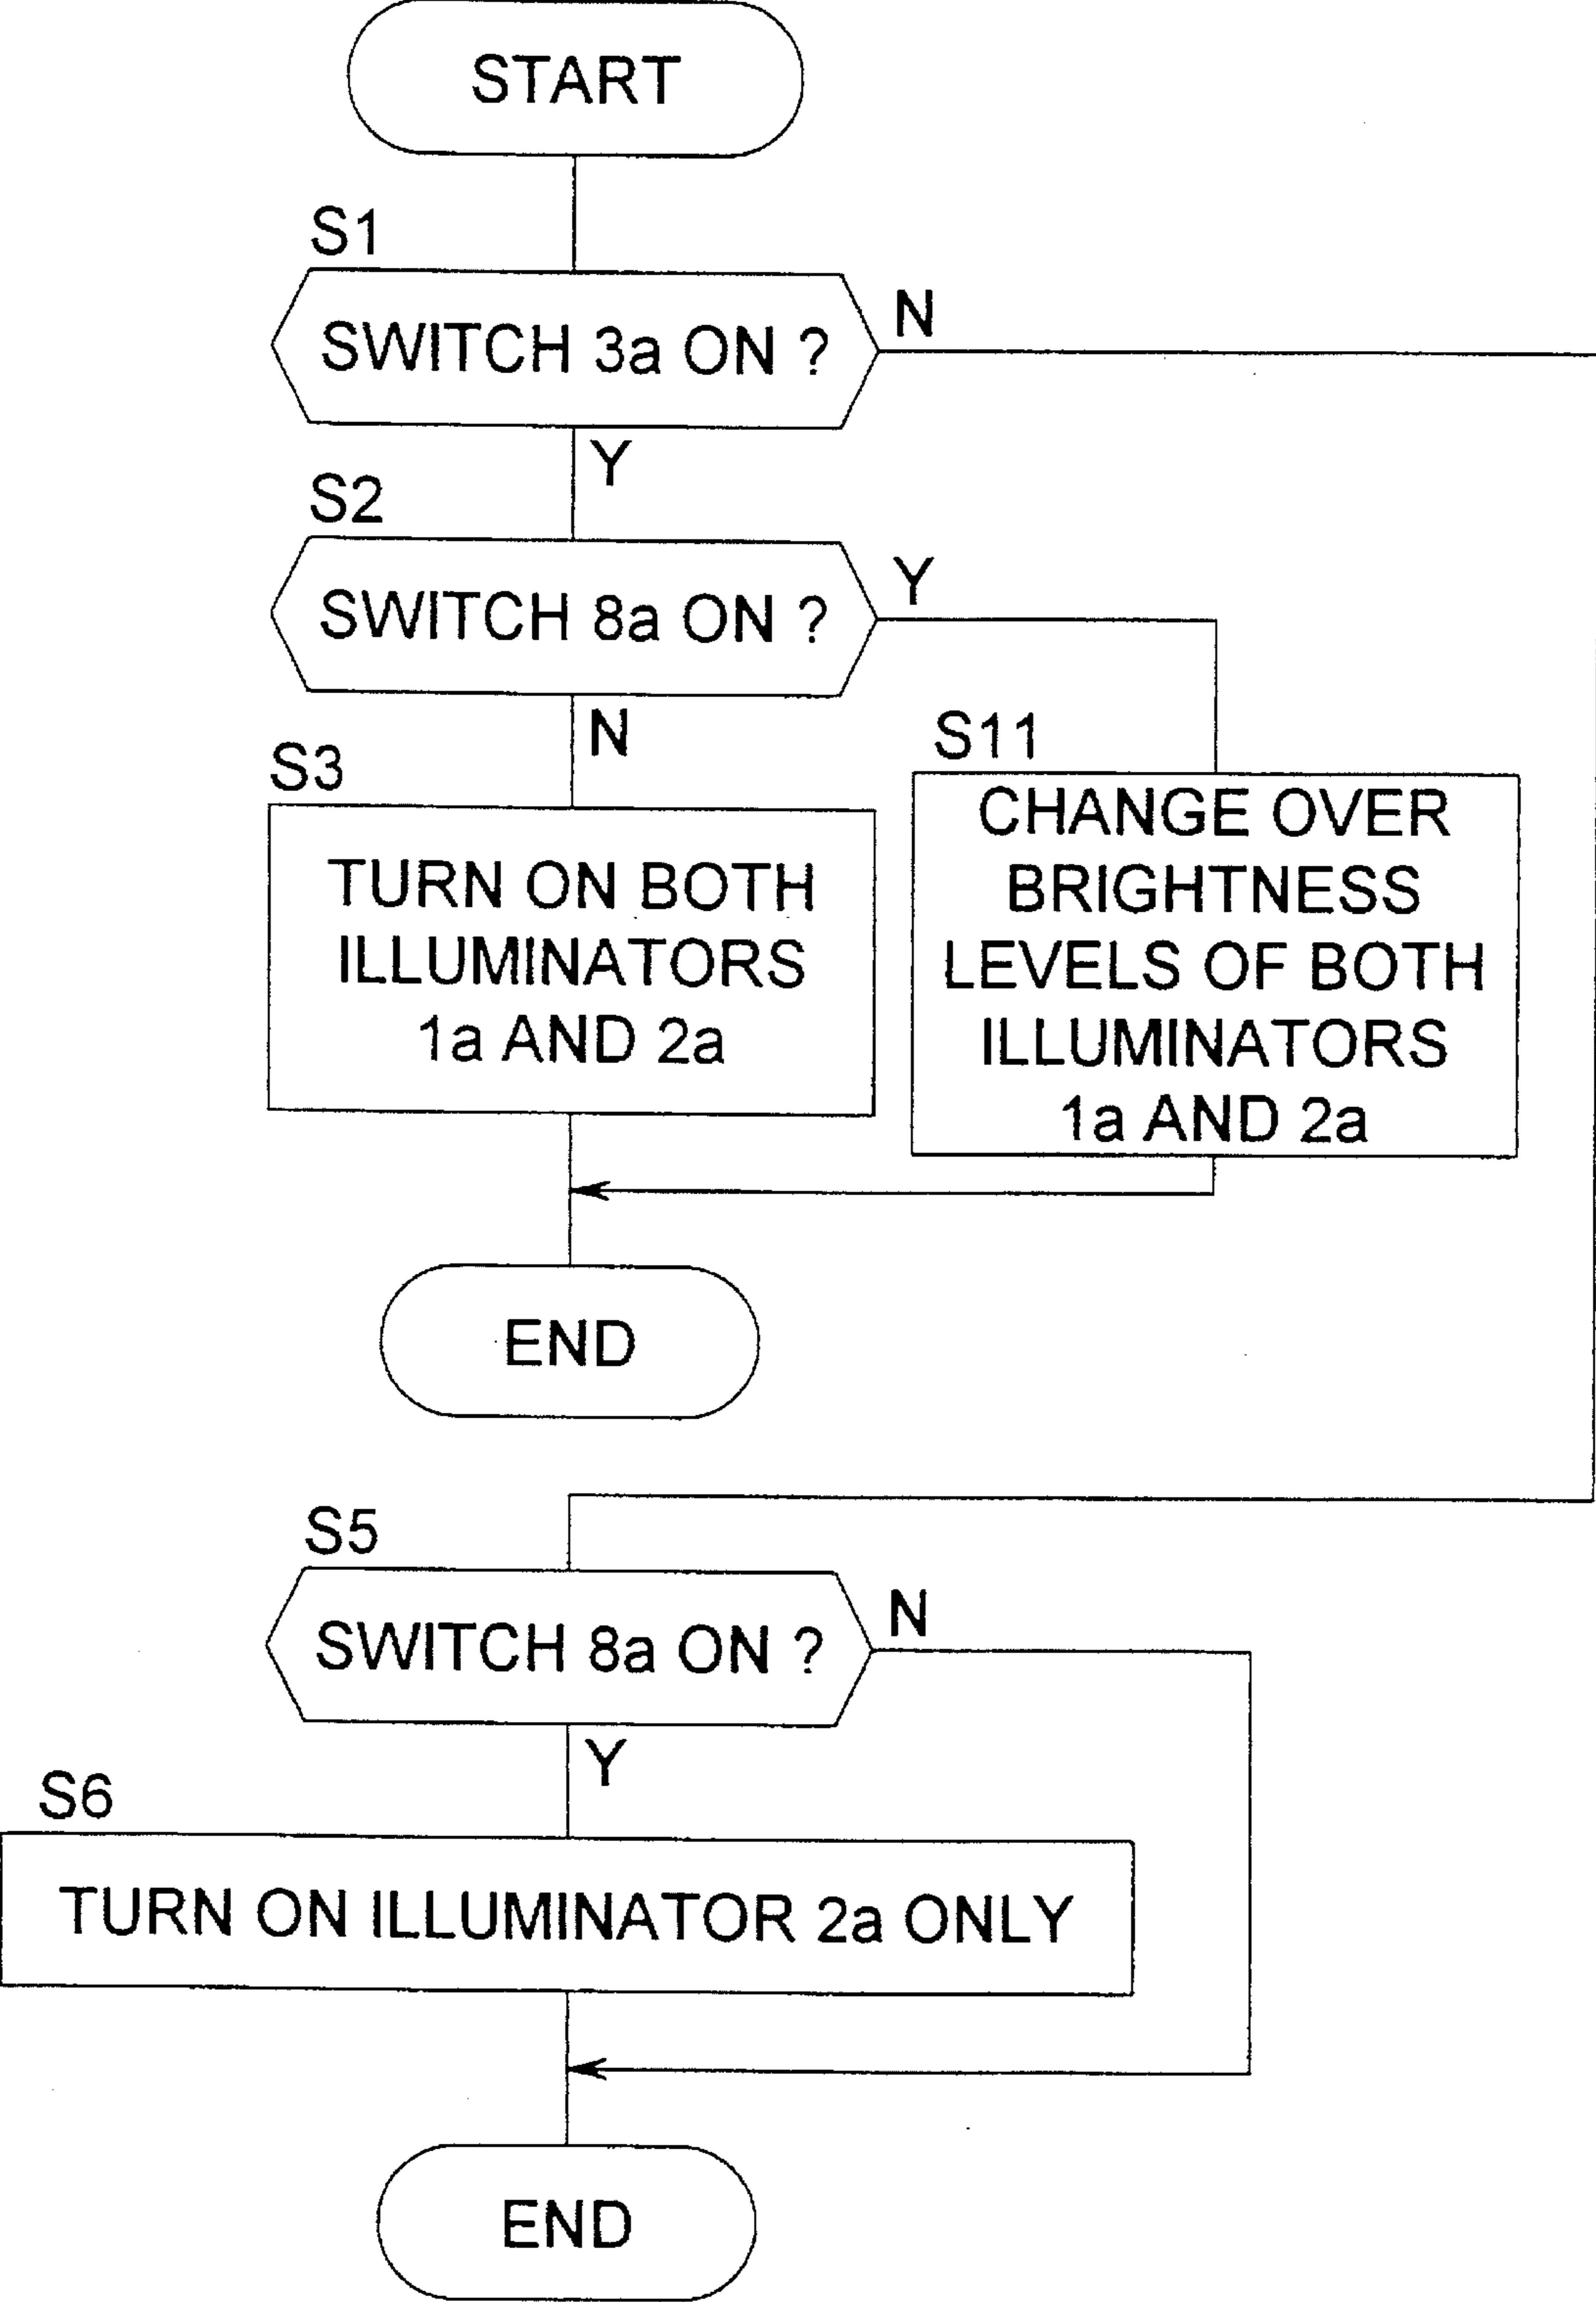 START
S1
SWITCH 3a ON ?
N
Y
S2
SWITCH 8a ON ?
Y
N
S3
TURN ON BOTH
ILLUMINATORS
1a AND 2a
S11
CHANGE OVER
BRIGHTNESS
LEVELS OF BOTH
ILLUMINATORS
1a AND 2a
END
S5
SWITCH 8a ON ?
N
Y
S6
TURN ON ILLUMINATOR 2a ONLY
END